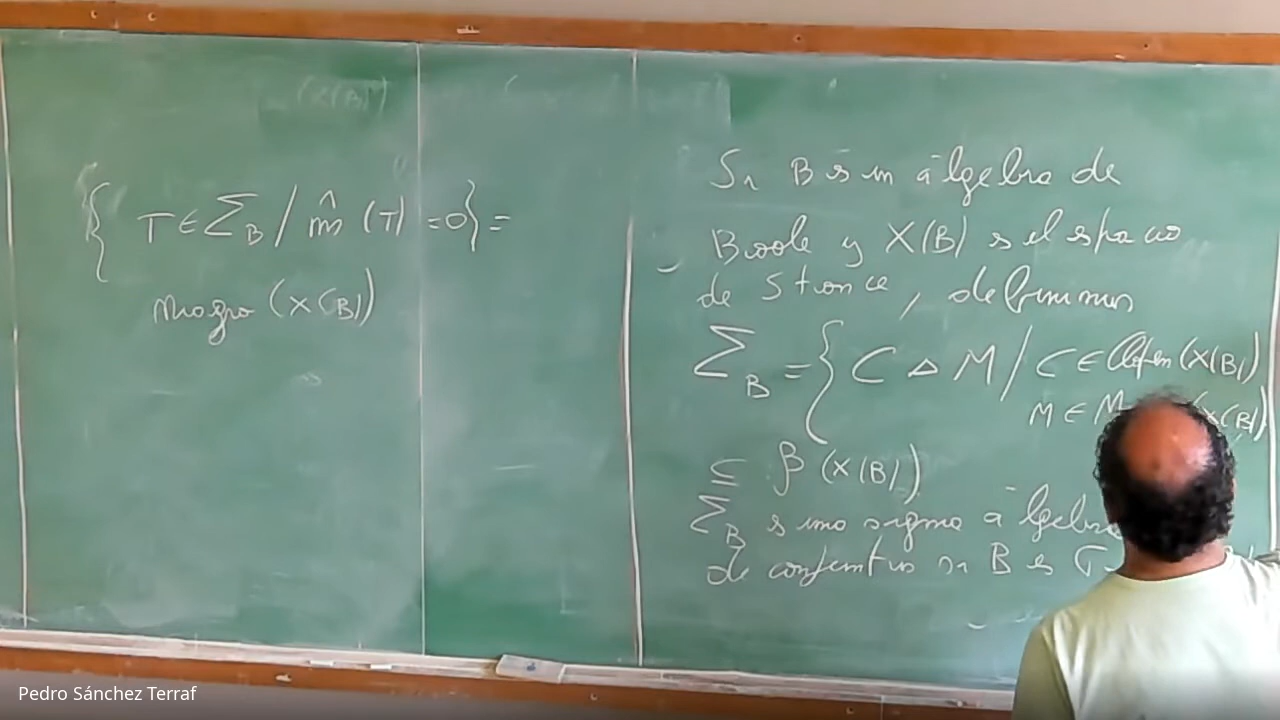 { T ∈ Σ_B / m̂ (T) = 0 } =
Magro (X(B))
Si B es un álgebra de
Boole y X(B) es el espacio
de Stone, definimos
Σ_B = { C △ M / C ∈ Clopen (X(B))
M ∈ M (X(B))
⊆ β (X(B))
Σ_B es una sigma álgebra
de conjuntos si B es σ
Pedro Sánchez Terraf